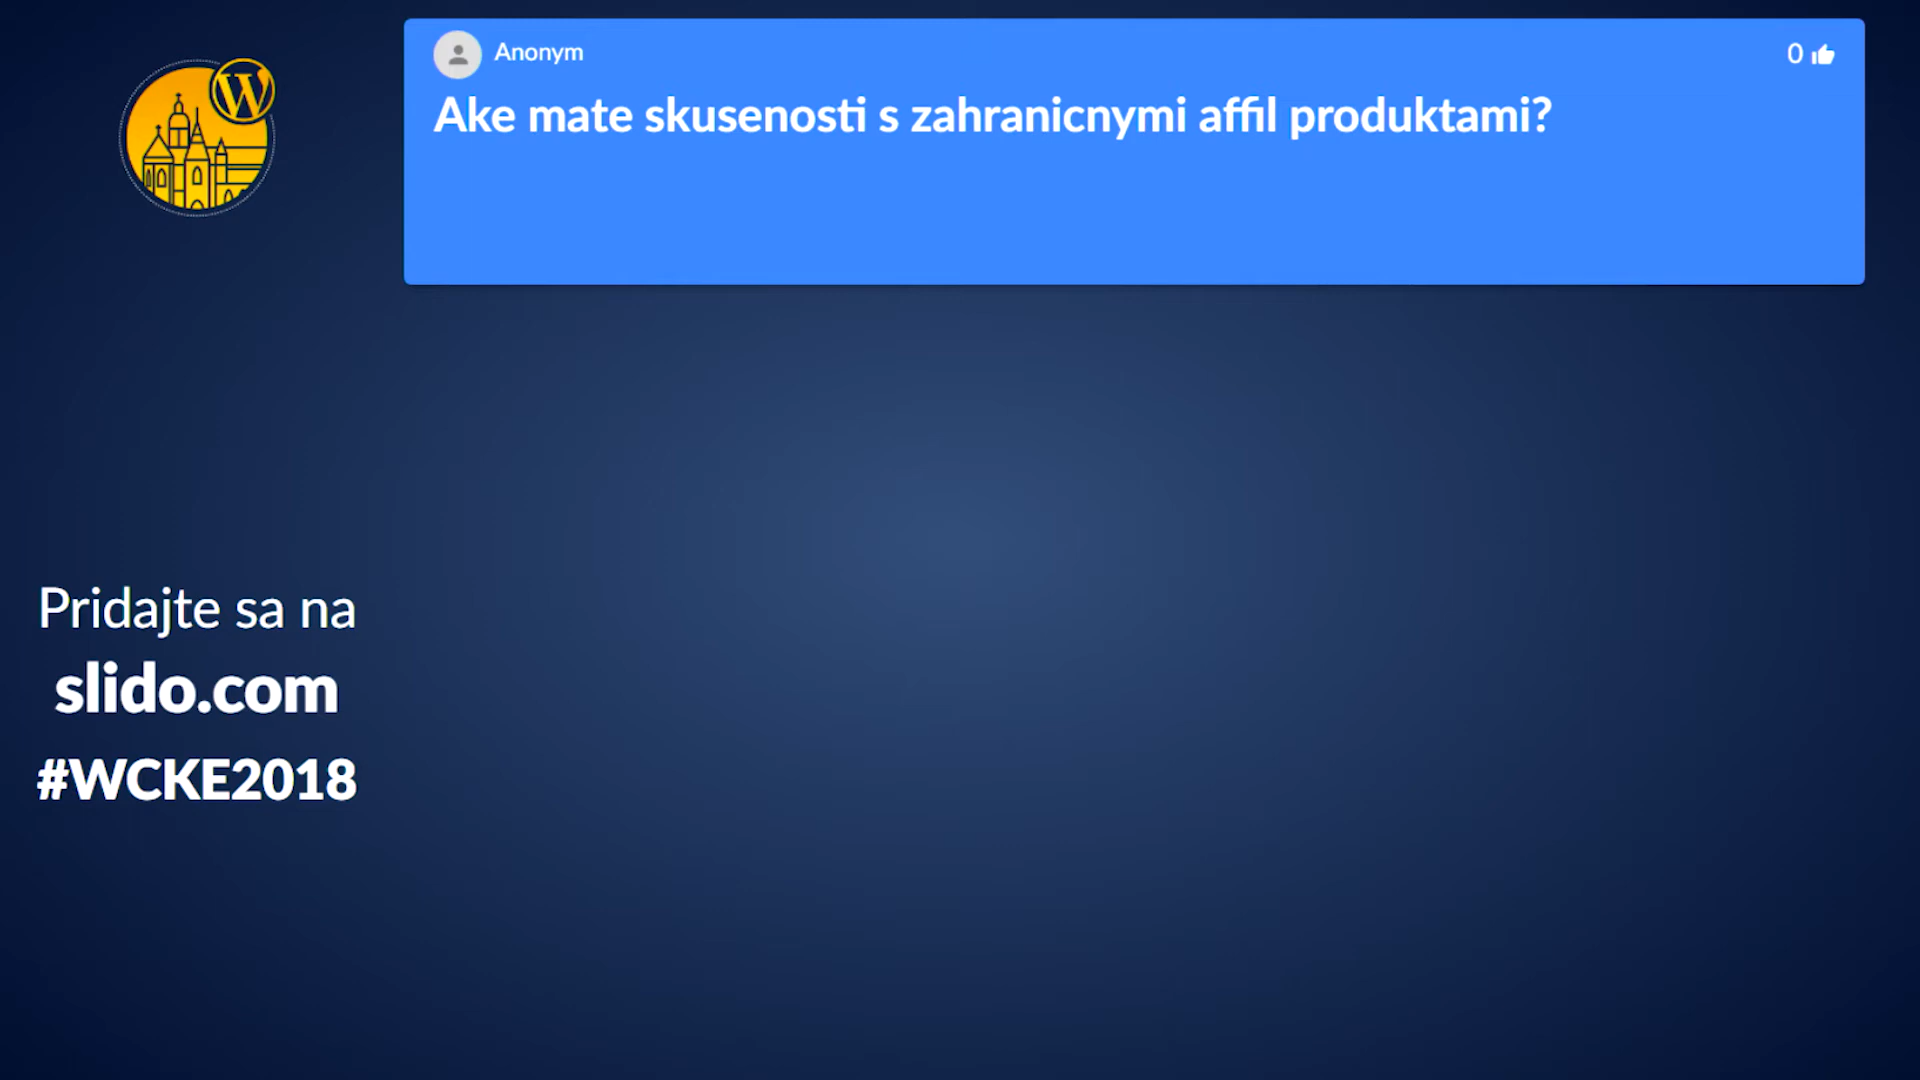 W
Anonym
0
Ake mate skusenosti s zahranicnymi affil produktami?
Pridajte sa na
slido.com
#WCKE2018